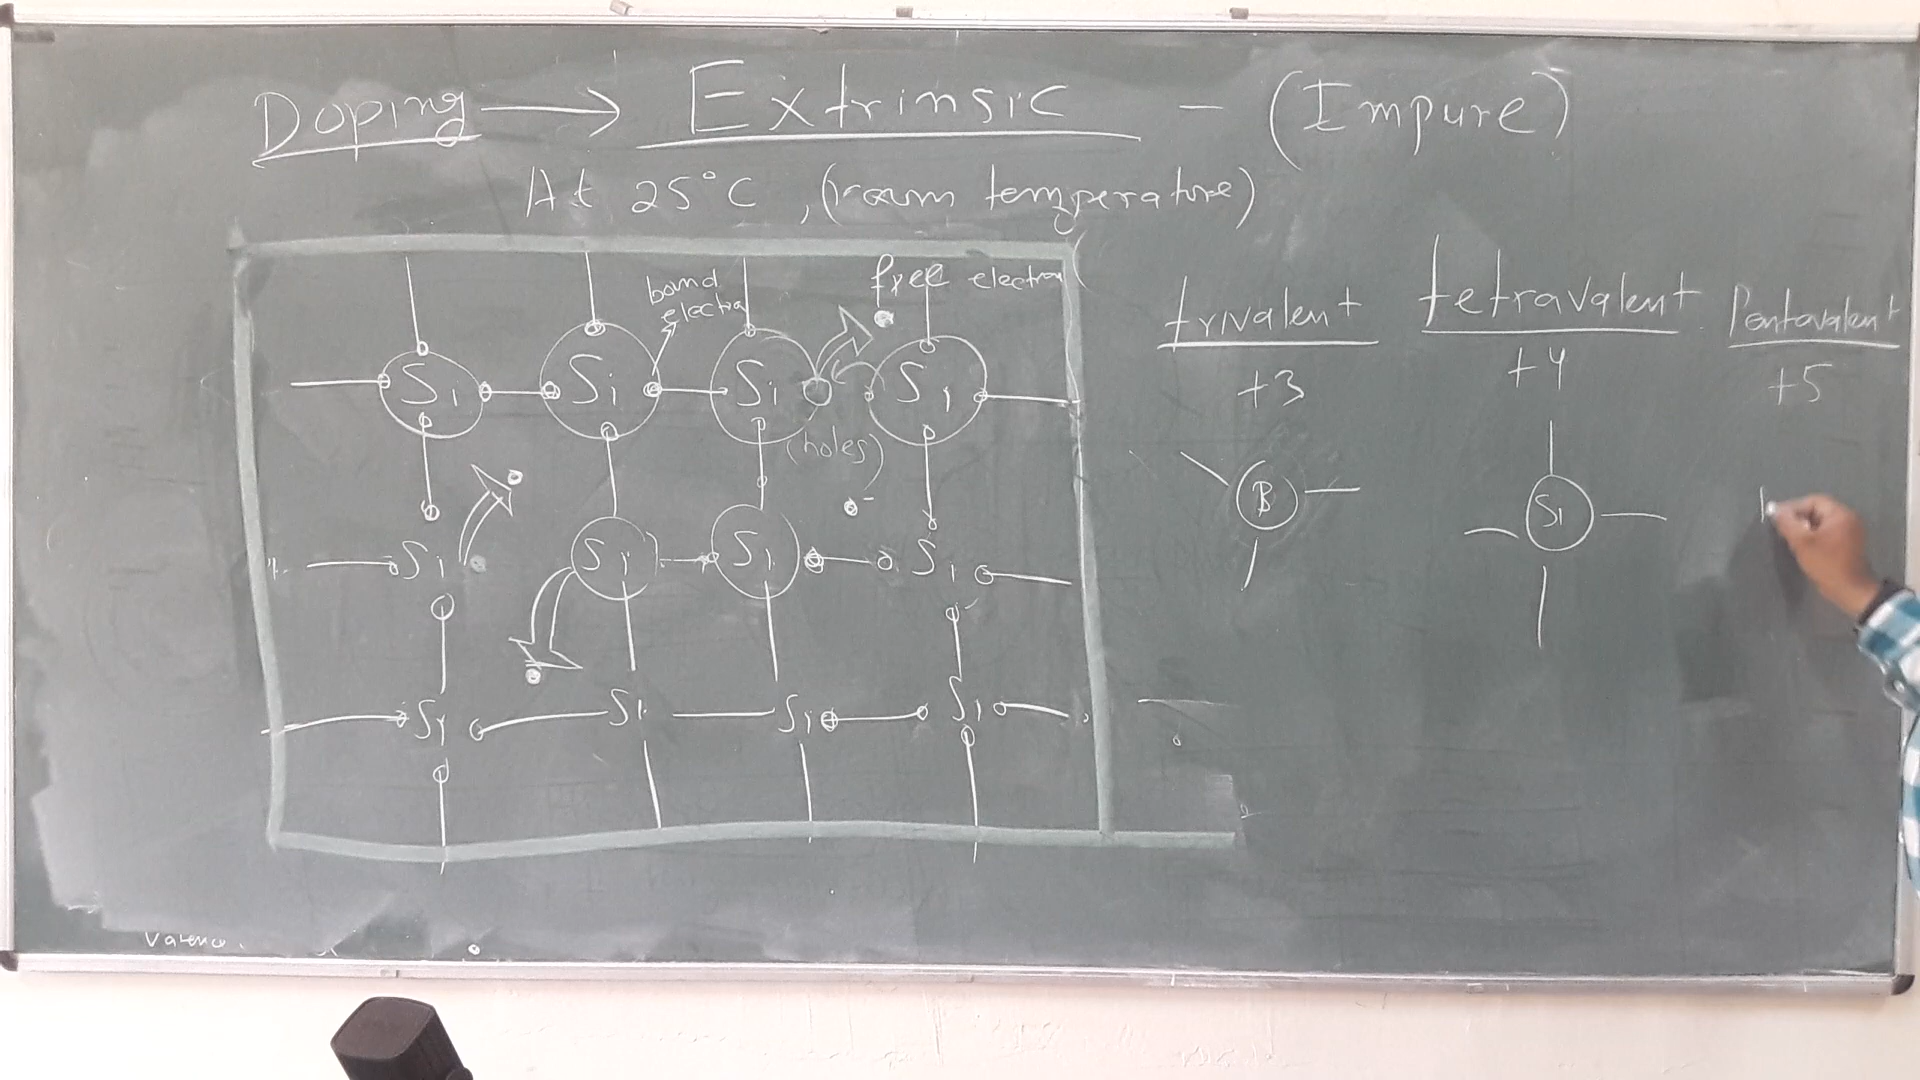 Doping → Extrinsic - (Impure)
At 25°C, (room temperature)
bound
electron
free electron
trivalent
tetravalent
Pentavalent
+3
+4
+5
Si Si Si Si
(holes)
B
Si
Si Si Si Si
Si Si Si Si